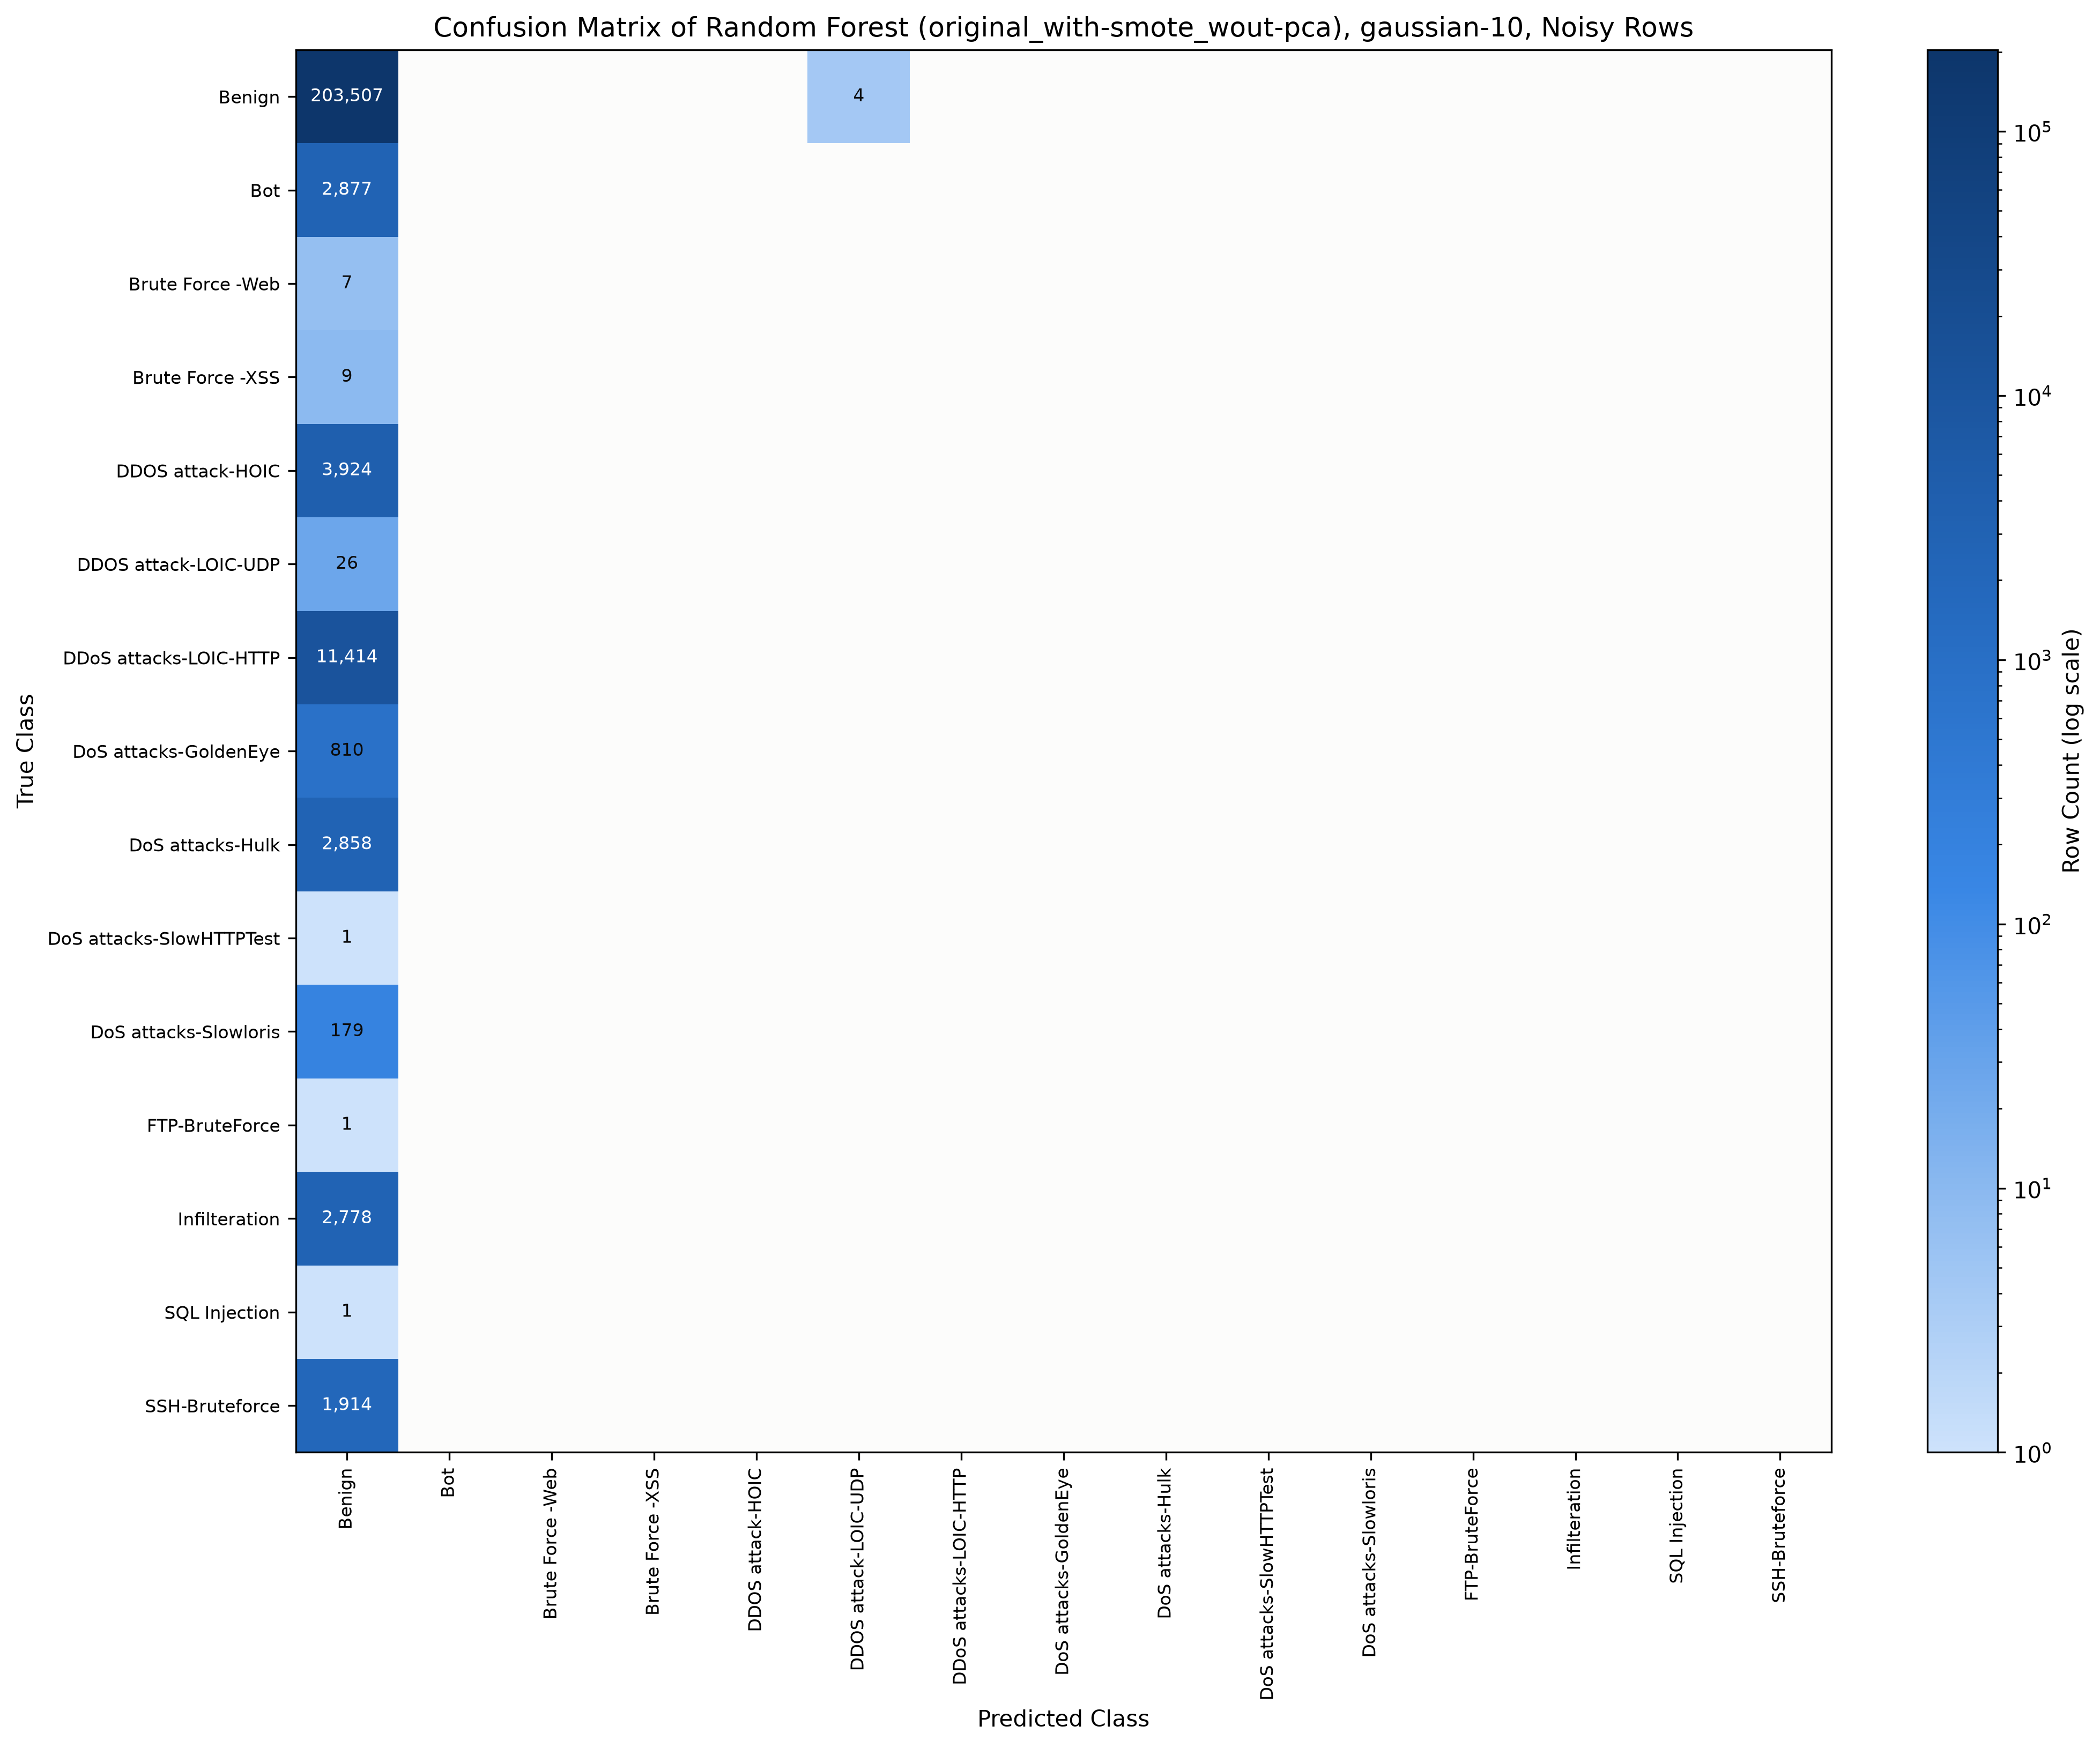 Confusion Matrix of Random Forest (original_with-smote_wout-pca), gaussian-10, Noisy Rows
True Class
Benign 203,507 4
Bot 2,877
Brute Force -Web 7
Brute Force -XSS 9
DDOS attack-HOIC 3,924
DDOS attack-LOIC-UDP 26
DDoS attacks-LOIC-HTTP 11,414
DoS attacks-GoldenEye 810
DoS attacks-Hulk 2,858
DoS attacks-SlowHTTPTest 1
DoS attacks-Slowloris 179
FTP-BruteForce 1
Infilteration 2,778
SQL Injection 1
SSH-Bruteforce 1,914
Benign
Bot
Brute Force -Web
Brute Force -XSS
DDOS attack-HOIC
DDOS attack-LOIC-UDP
DDoS attacks-LOIC-HTTP
DoS attacks-GoldenEye
DoS attacks-Hulk
DoS attacks-SlowHTTPTest
DoS attacks-Slowloris
FTP-BruteForce
Infilteration
SQL Injection
SSH-Bruteforce
Predicted Class
10⁵
10⁴
10³
10²
10¹
10⁰
Row Count (log scale)